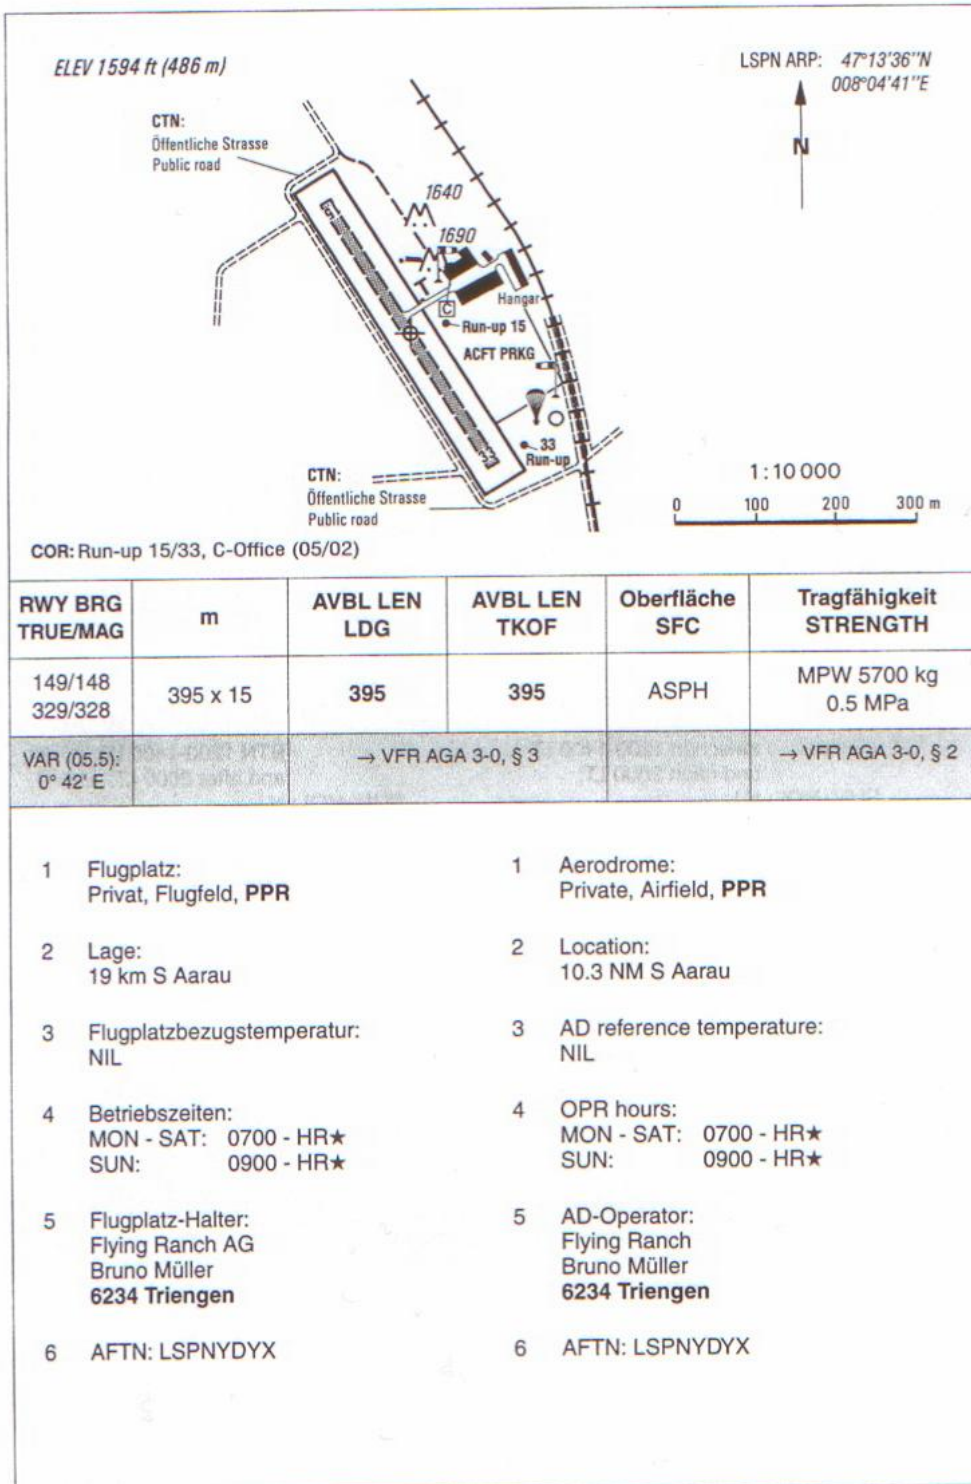 ELEV 1594 ft (486 m)
LSPN ARP: 47°13'36"N
008°04'41"E
N
CTN:
Öffentliche Strasse
Public road
1640
1690
Hangar
C
Run-up 15
ACFT PRKG
33
Run-up
CTN:
Öffentliche Strasse
Public road
1:10 000
0 100 200 300 m
COR: Run-up 15/33, C-Office (05/02)
RWY BRG
TRUE/MAG
m
AVBL LEN
LDG
AVBL LEN
TKOF
Oberfläche
SFC
Tragfähigkeit
STRENGTH
149/148
329/328
395 x 15
395
395
ASPH
MPW 5700 kg
0.5 MPa
VAR (05.5):
0° 42' E
→ VFR AGA 3-0, § 3
→ VFR AGA 3-0, § 2
1 Flugplatz:
Privat, Flugfeld, PPR
2 Lage:
19 km S Aarau
3 Flugplatzbezugstemperatur:
NIL
4 Betriebszeiten:
MON - SAT: 0700 - HR★
SUN: 0900 - HR★
5 Flugplatz-Halter:
Flying Ranch AG
Bruno Müller
6234 Triengen
6 AFTN: LSPNYDYX
1 Aerodrome:
Private, Airfield, PPR
2 Location:
10.3 NM S Aarau
3 AD reference temperature:
NIL
4 OPR hours:
MON - SAT: 0700 - HR★
SUN: 0900 - HR★
5 AD-Operator:
Flying Ranch
Bruno Müller
6234 Triengen
6 AFTN: LSPNYDYX